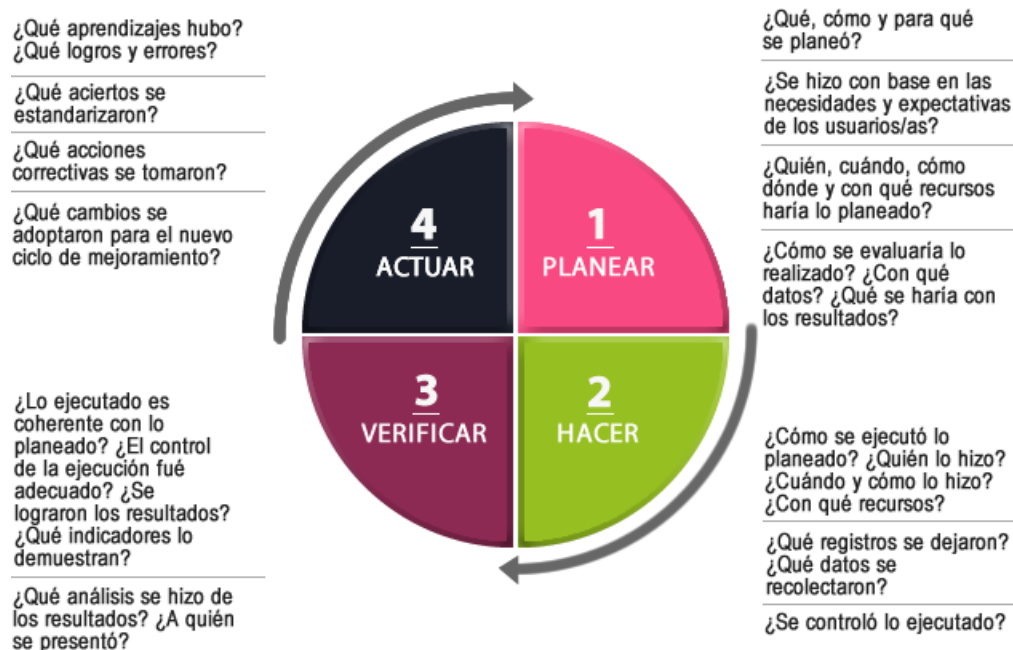 ¿Qué aprendizajes hubo?
¿Qué logros y errores?
¿Qué aciertos se
estandarizaron?
¿Qué acciones
correctivas se tomaron?
¿Qué cambios se
adoptaron para el nuevo
ciclo de mejoramiento?
¿Qué, cómo y para qué
se planeó?
¿Se hizo con base en las
necesidades y expectativas
de los usuarios/as?
¿Quién, cuándo, cómo
dónde y con qué recursos
haría lo planeado?
¿Cómo se evaluaría lo
realizado? ¿Con qué
datos? ¿Qué se haría con
los resultados?
4
ACTUAR
1
PLANEAR
3
VERIFICAR
2
HACER
¿Lo ejecutado es
coherente con lo
planeado? ¿El control
de la ejecución fué
adecuado? ¿Se
lograron los resultados?
¿Qué indicadores lo
demuestran?
¿Qué análisis se hizo de
los resultados? ¿A quién
se presentó?
¿Cómo se ejecutó lo
planeado? ¿Quién lo hizo?
¿Cuándo y cómo lo hizo?
¿Con qué recursos?
¿Qué registros se dejaron?
¿Qué datos se
recolectaron?
¿Se controló lo ejecutado?